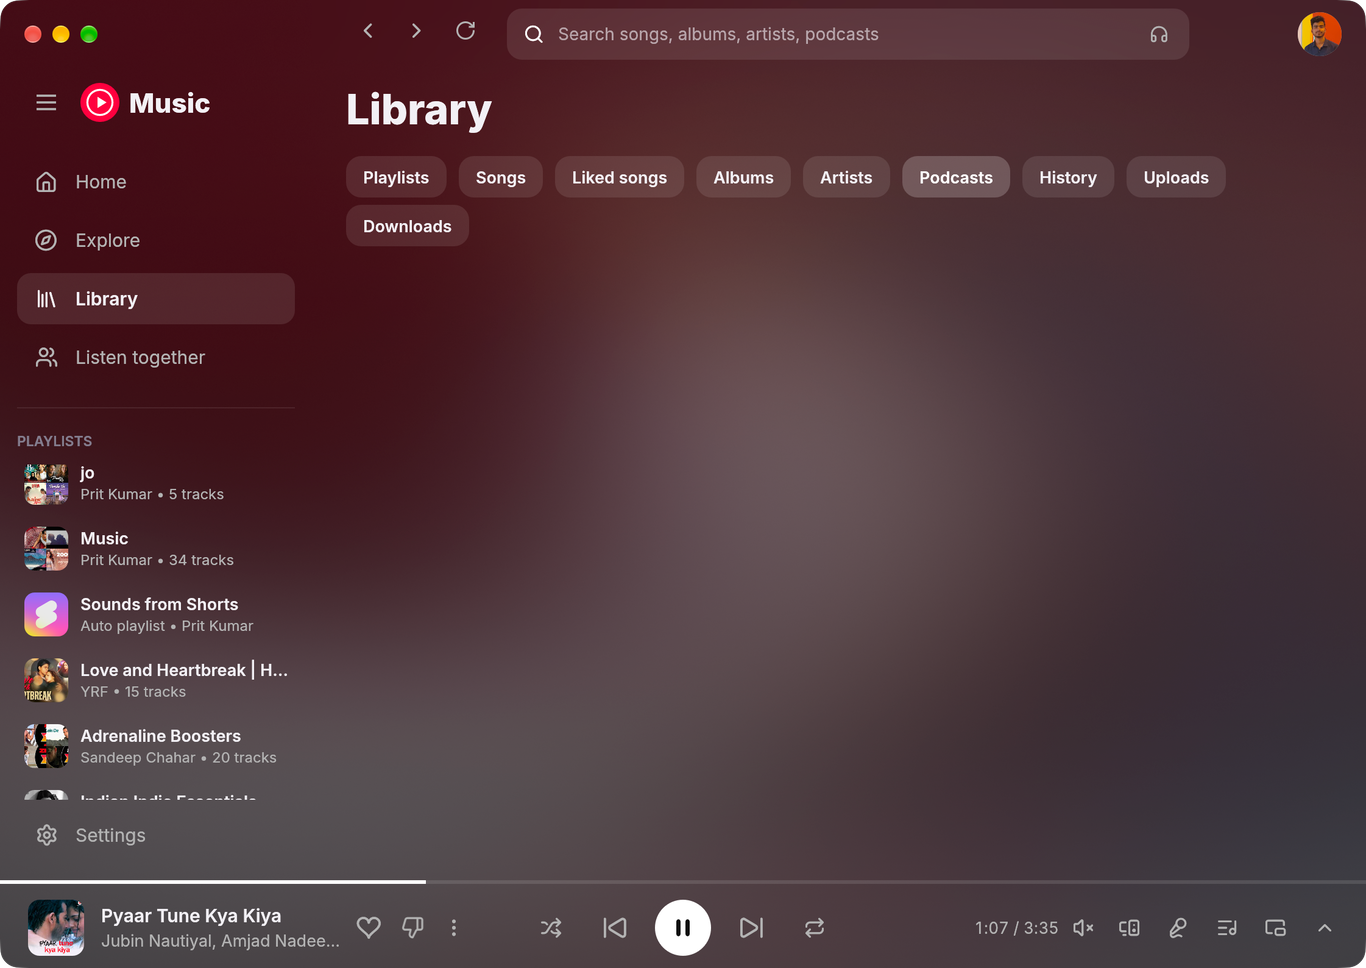 Search songs, albums, artists, podcasts
Music
Library
Home
Explore
Library
Listen together
Playlists
Songs
Liked songs
Albums
Artists
Podcasts
History
Uploads
Downloads
PLAYLISTS
jo
Prit Kumar • 5 tracks
Music
Prit Kumar • 34 tracks
Sounds from Shorts
Auto playlist • Prit Kumar
Love and Heartbreak | H...
YRF • 15 tracks
Adrenaline Boosters
Sandeep Chahar • 20 tracks
Indian Indie Essentials
Settings
Pyaar Tune Kya Kiya
Jubin Nautiyal, Amjad Nadee...
1:07 / 3:35